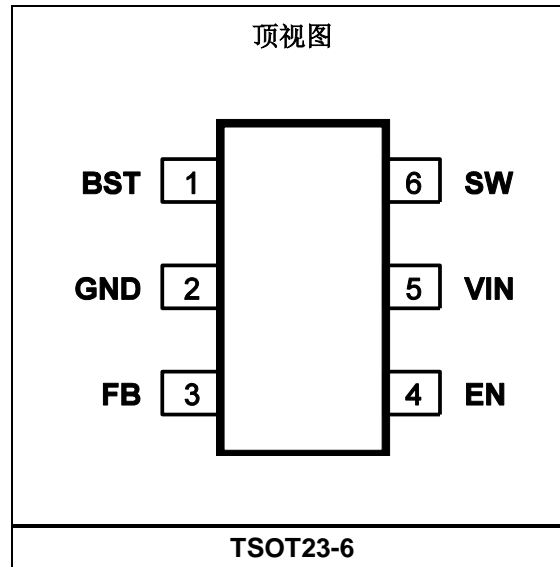 顶视图
BST 1 6 SW
GND 2 5 VIN
FB 3 4 EN
TSOT23-6